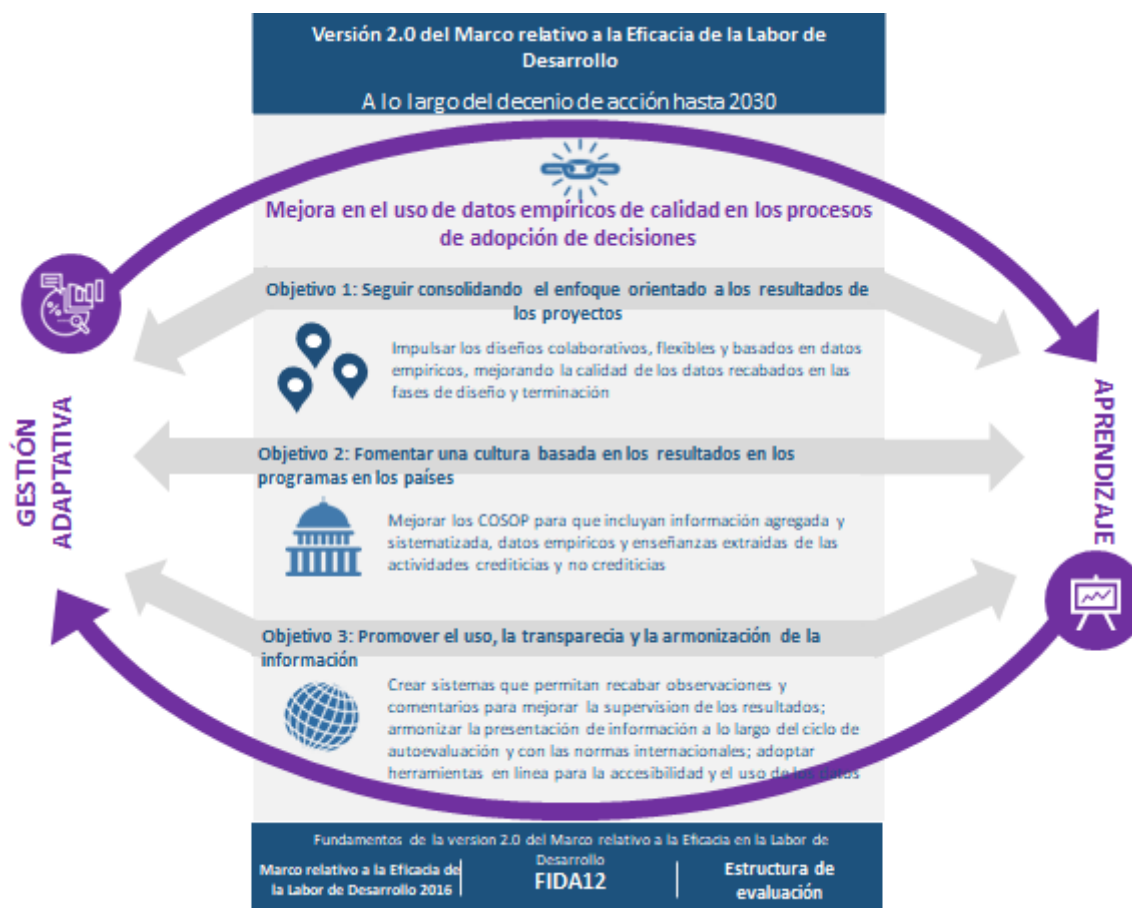 Versión 2.0 del Marco relativo a la Eficacia de la Labor de
Desarrollo
A lo largo del decenio de acción hasta 2030
Mejora en el uso de datos empíricos de calidad en los procesos
de adopción de decisiones
Objetivo 1: Seguir consolidando el enfoque orientado a los resultados de
los proyectos
Impulsar los diseños colaborativos, flexibles y basados en datos
empíricos, mejorando la calidad de los datos recabados en las
fases de diseño y terminación
GESTIÓN
ADAPTATIVA
APRENDIZAJE
Objetivo 2: Fomentar una cultura basada en los resultados en los
programas en los países
Mejorar los COSOP para que incluyan información agregada y
sistematizada, datos empíricos y enseñanzas extraidas de las
actividades crediticias y no crediticias
Objetivo 3: Promover el uso, la transparecia y la armonización de la
información
Crear sistemas que permitan recabar observaciones y
comentarios para mejorar la supervision de los resultados;
armonizar la presentación de información a lo largo del ciclo de
autoevaluación y con las normas internacionales; adoptar
herramientas en línea para la accesibilidad y el uso de los datos
Fundamentos de la version 2.0 del Marco relativo a la Eficacia en la Labor de
Desarrollo
Marco relativo a la Eficacia de
la Labor de Desarrollo 2016
FIDA12
Estructura de
evaluación